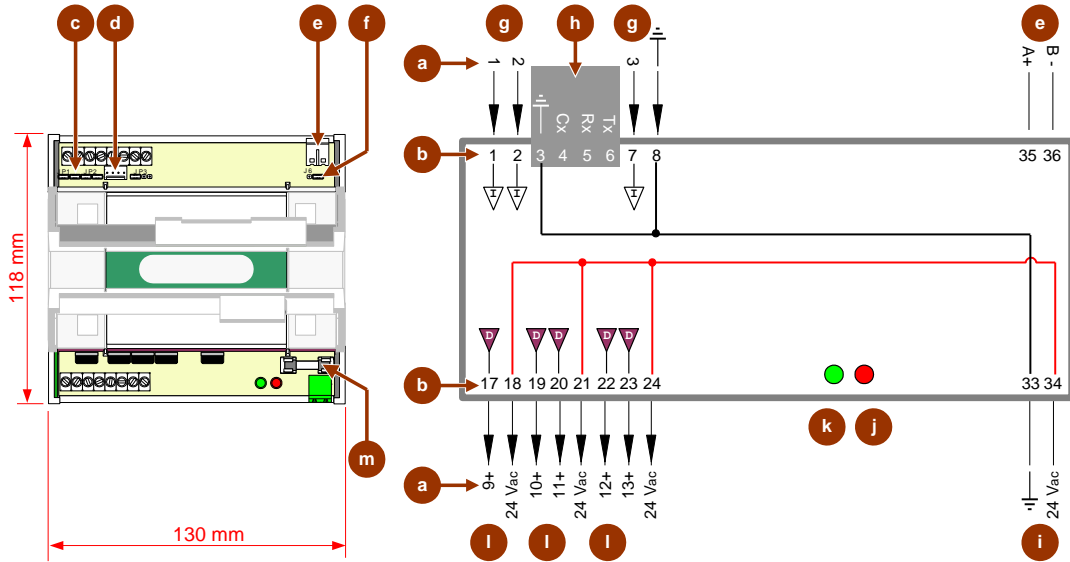 c d e f g h g e
a 1 2 3 A+ B -
Cx Rx Tx
b 1 2 3 4 5 6 7 8 35 36
JP1 JP2 JP3 J6
I I I
118 mm
D D D D D
b 17 18 19 20 21 22 23 24 33 34
k j
m
a 9+ 24 Vac 10+ 11+ 24 Vac 12+ 13+ 24 Vac 24 Vac
l l l i
130 mm